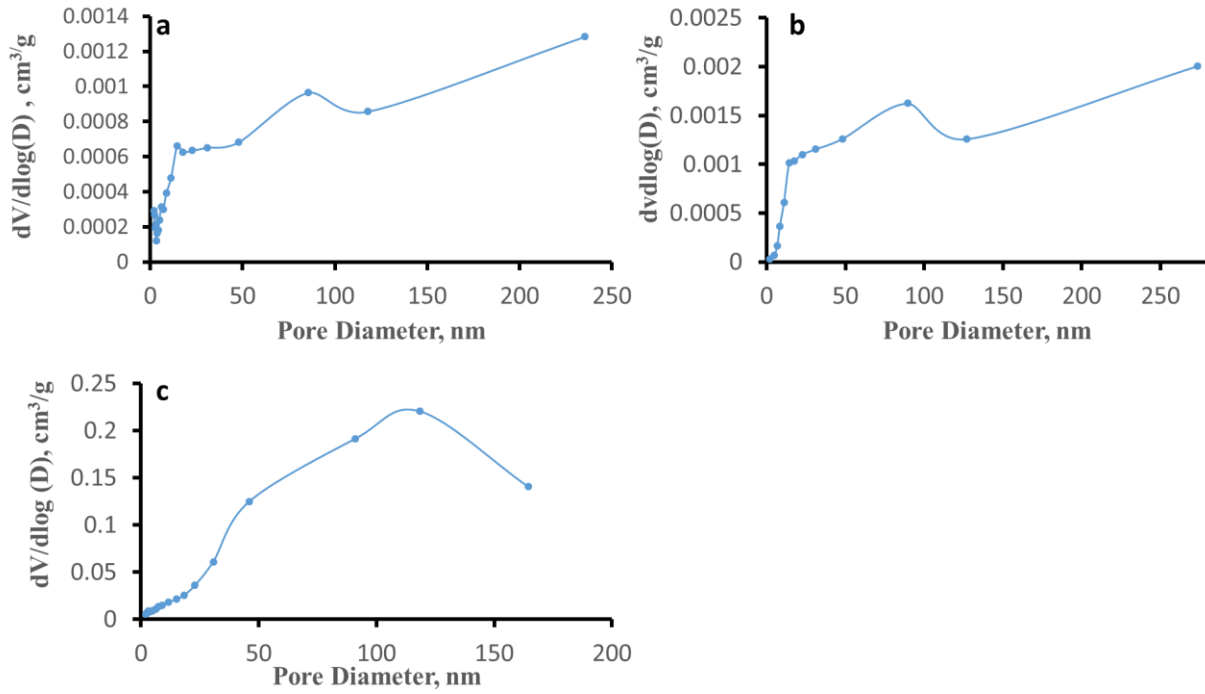 a
dV/dlog(D) , cm³/g
0.0014
0.0012
0.001
0.0008
0.0006
0.0004
0.0002
0
0 50 100 150 200 250
Pore Diameter, nm
b
dvdlog(D), cm³/g
0.0025
0.002
0.0015
0.001
0.0005
0
0 50 100 150 200 250
Pore Diameter, nm
c
dV/dlog (D), cm³/g
0.25
0.2
0.15
0.1
0.05
0
0 50 100 150 200
Pore Diameter, nm